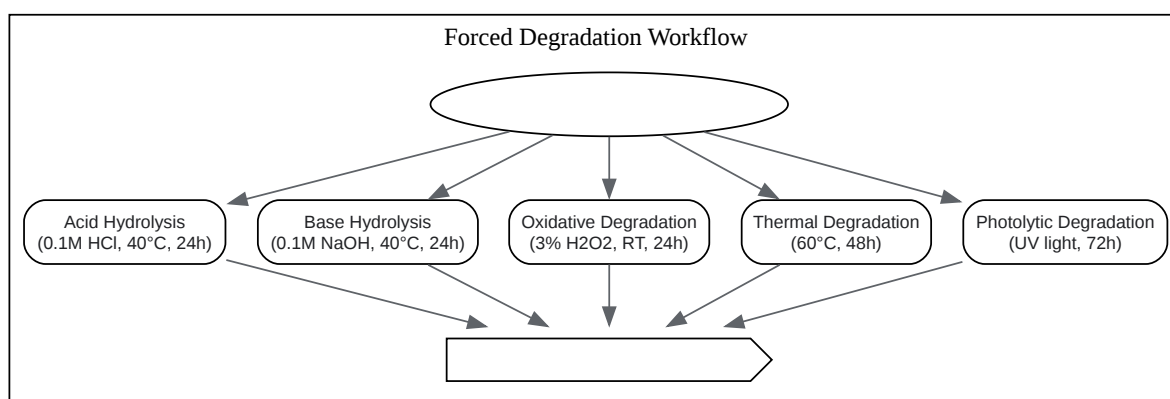 Forced Degradation Workflow
Acid Hydrolysis
(0.1M HCl, 40°C, 24h)
Base Hydrolysis
(0.1M NaOH, 40°C, 24h)
Oxidative Degradation
(3% H2O2, RT, 24h)
Thermal Degradation
(60°C, 48h)
Photolytic Degradation
(UV light, 72h)